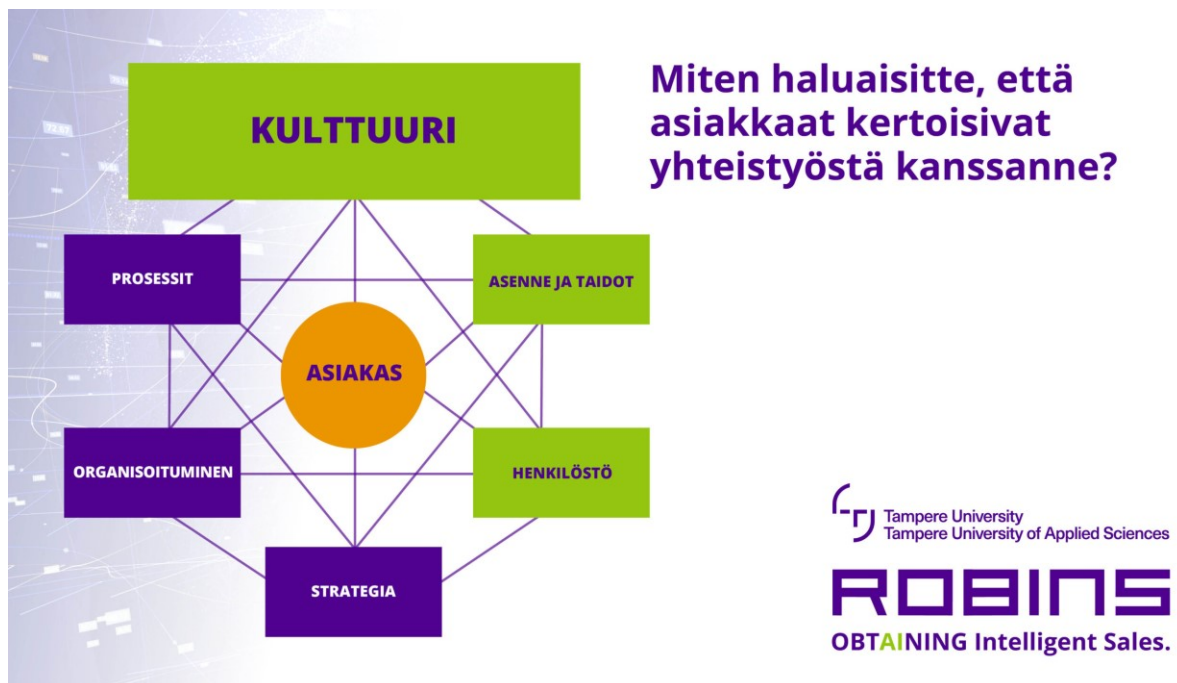 KULTTUURI
PROSESSIT
ASENNE JA TAIDOT
ASIAKAS
ORGANISOITUMINEN
HENKILÖSTÖ
STRATEGIA
Miten haluaisitte, että
asiakkaat kertoisivat
yhteistyöstä kanssanne?
Tampere University
Tampere University of Applied Sciences
ROBINS
OBTAINING Intelligent Sales.